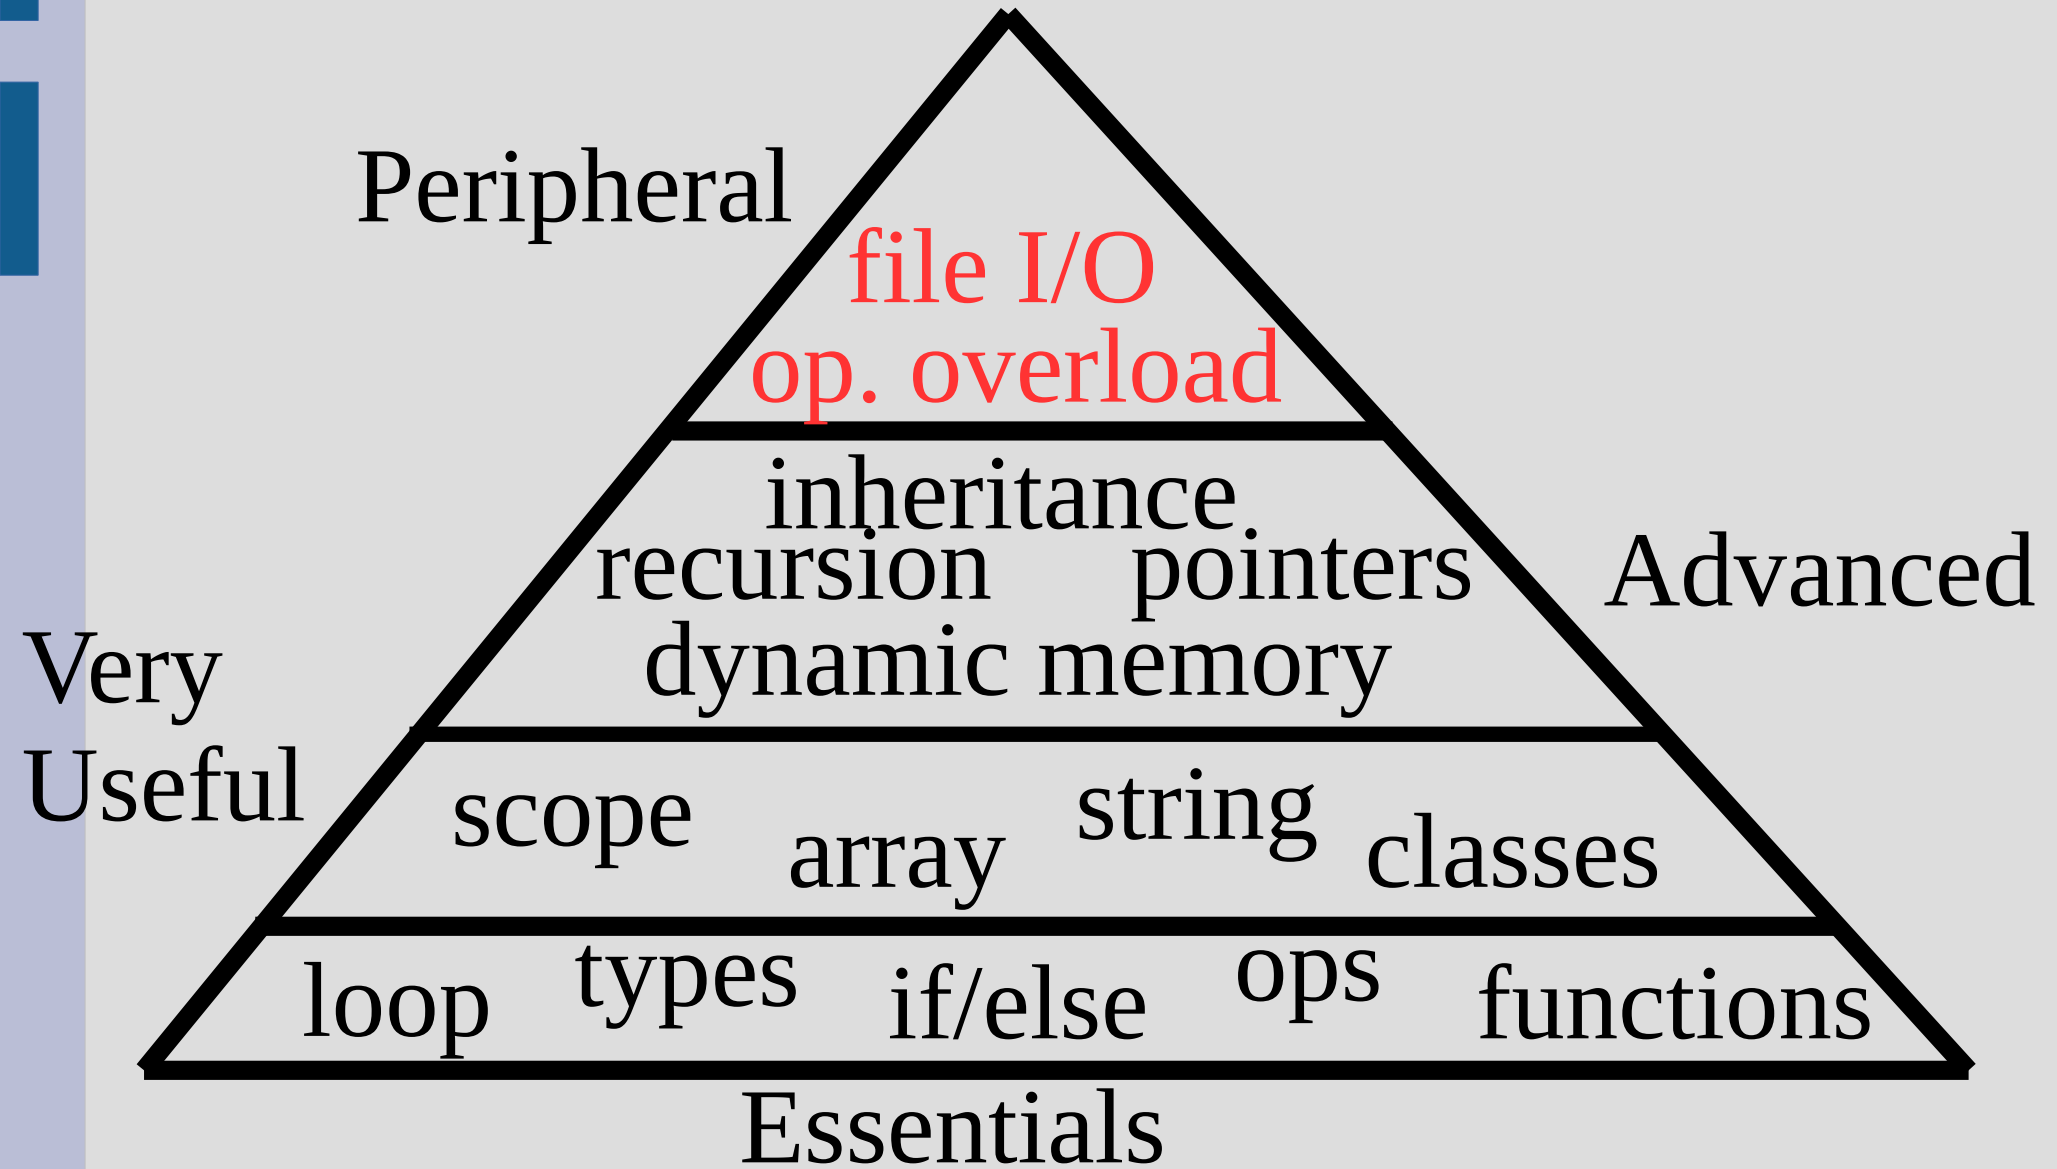 Peripheral
file I/O
op. overload
inheritance
recursion pointers
Advanced
dynamic memory
Very
Useful
scope array string classes
loop types if/else ops functions
Essentials